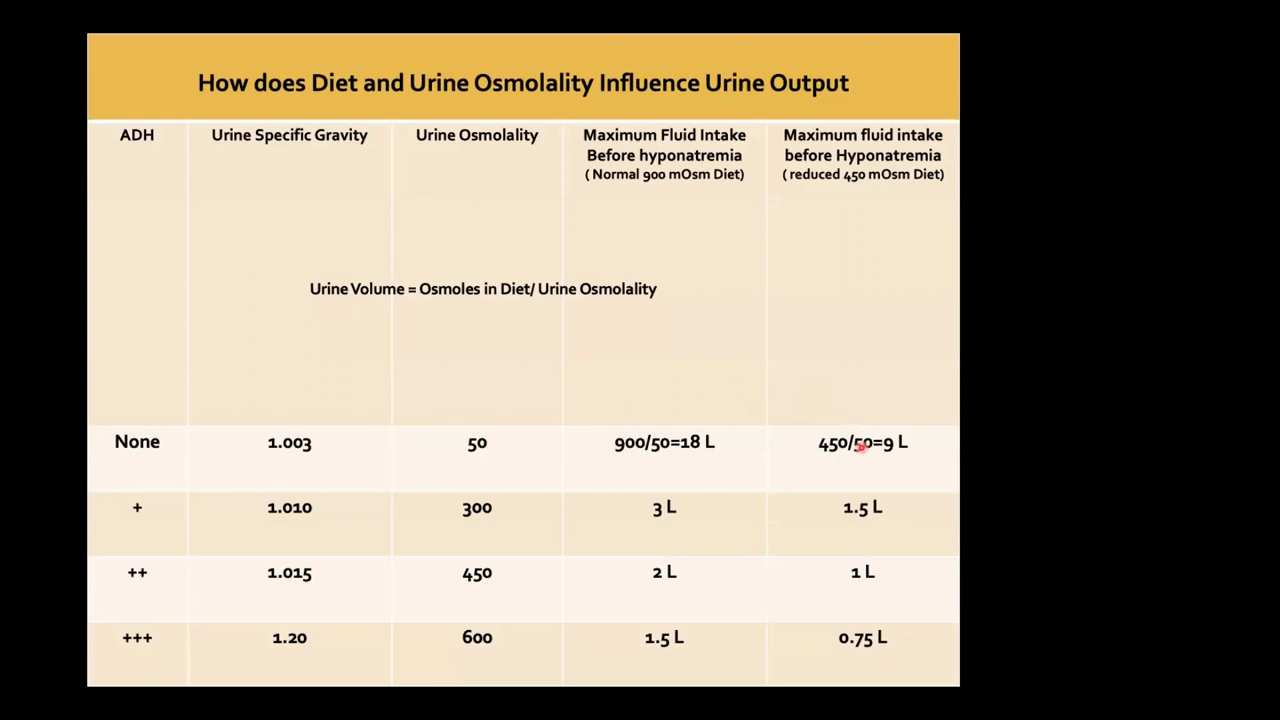 How does Diet and Urine Osmolality Influence Urine Output
ADH
Urine Specific Gravity
Urine Osmolality
Maximum Fluid Intake
Before hyponatremia
( Normal 900 mOsm Diet)
Maximum fluid intake
before Hyponatremia
( reduced 450 mOsm Diet)
Urine Volume = Osmoles in Diet/ Urine Osmolality
None 1.003 50 900/50=18 L 450/50=9 L
+ 1.010 300 3 L 1.5 L
++ 1.015 450 2 L 1 L
+++ 1.20 600 1.5 L 0.75 L